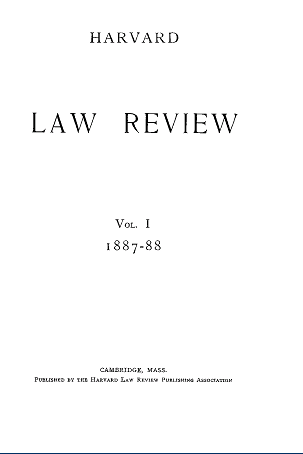 HARVARD
LAW REVIEW
VOL. I
1887-88
CAMBRIDGE, MASS.
PUBLISHED BY THE HARVARD LAW REVIEW PUBLISHING ASSOCIATION